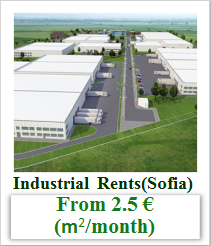 Industrial Rents(Sofia)
From 2.5 €
(m²/month)